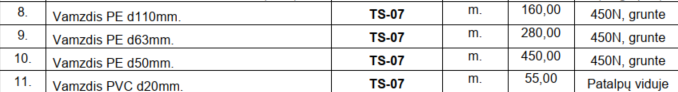 8. Vamzdis PE d110mm. TS-07 m. 160,00 450N, grunte
9. Vamzdis PE d63mm. TS-07 m. 280,00 450N, grunte
10. Vamzdis PE d50mm. TS-07 m. 450,00 450N, grunte
11. Vamzdis PVC d20mm. TS-07 m. 55,00 Patalpų viduje